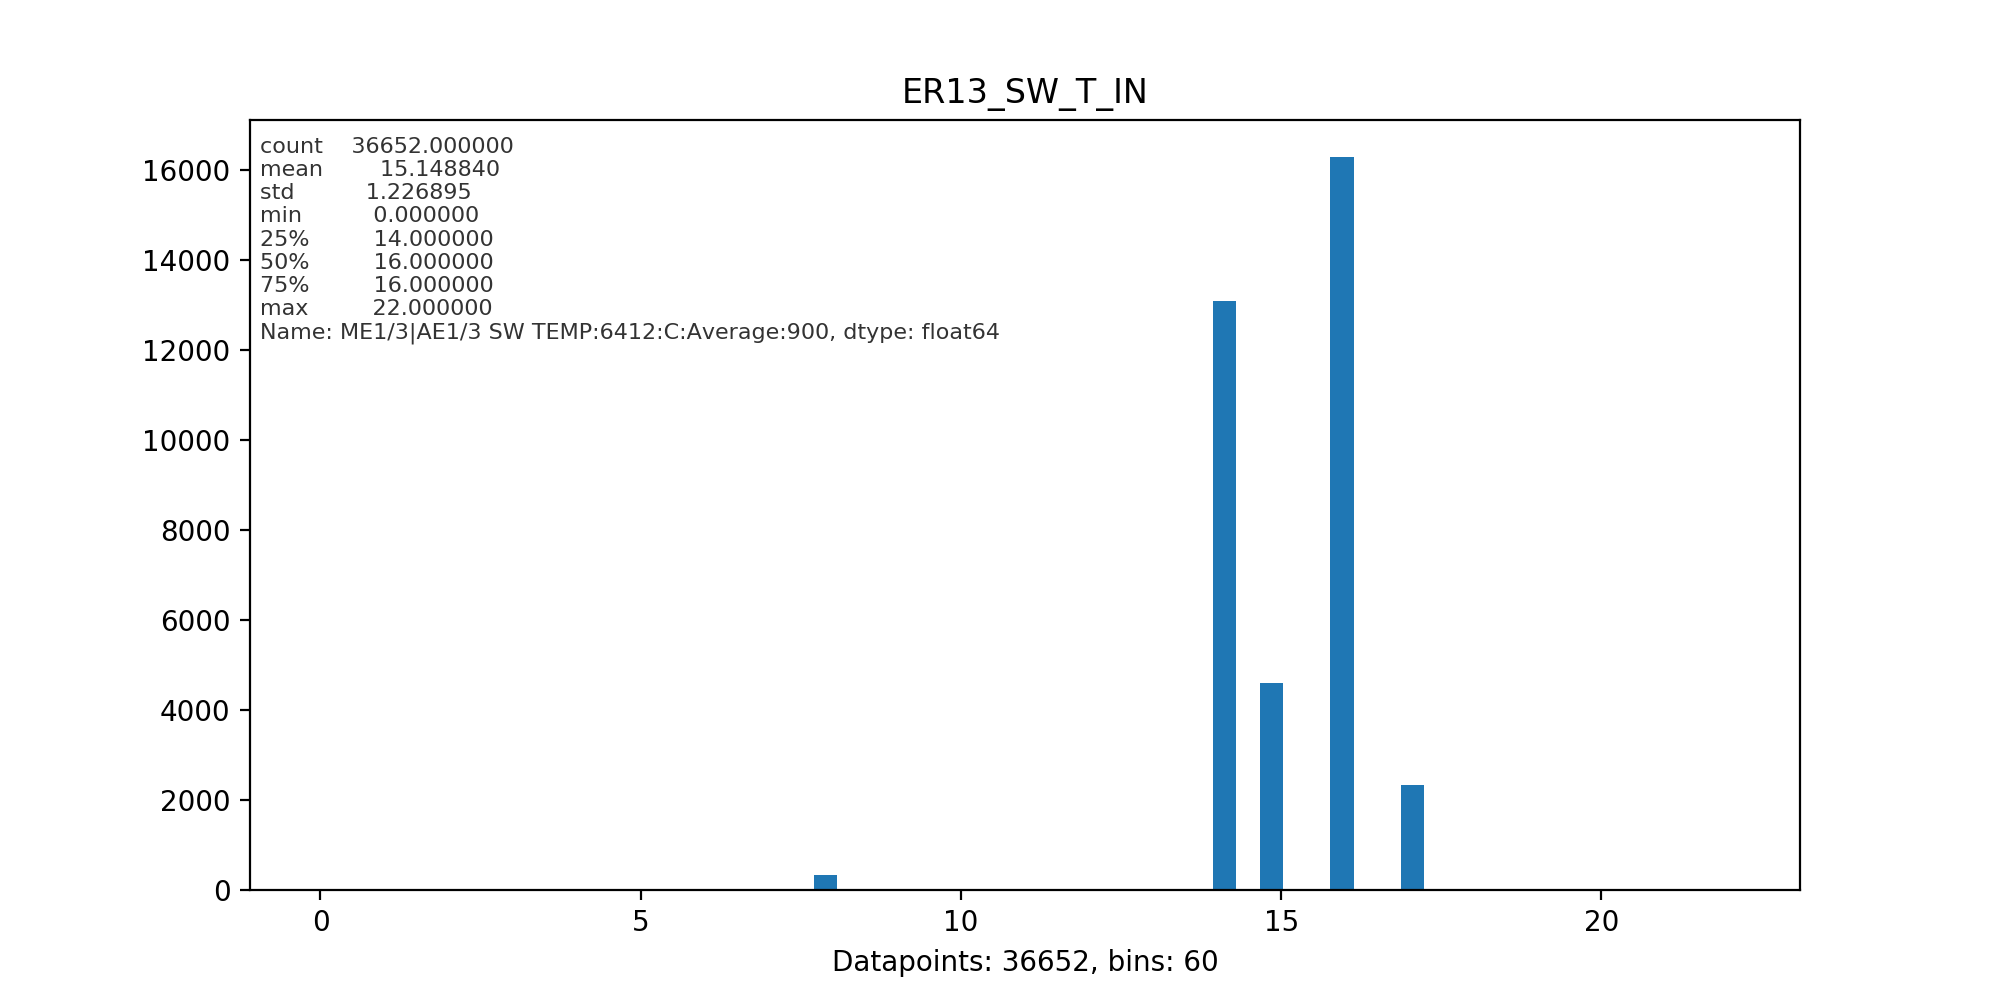 ER13_SW_T_IN
count 36652.000000
mean 15.148840
std 1.226895
min 0.000000
25% 14.000000
50% 16.000000
75% 16.000000
max 22.000000
Name: ME1/3|AE1/3 SW TEMP:6412:C:Average:900, dtype: float64
16000
14000
12000
10000
8000
6000
4000
2000
0
0 5 10 15 20
Datapoints: 36652, bins: 60